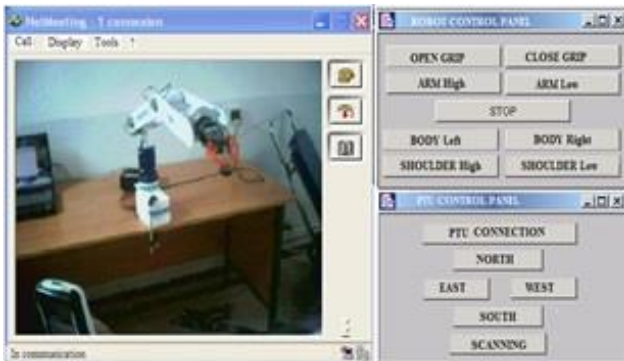 NetMeeting - 1 connexion
Call Display Tools ?
In communication
ROBOT CONTROL PANEL
OPEN GRIP CLOSE GRIP
ARM High ARM Low
STOP
BODY Left BODY Right
SHOULDER High SHOULDER Low
PTU CONTROL PANEL
PTU CONNECTION
NORTH
EAST WEST
SOUTH
SCANNING